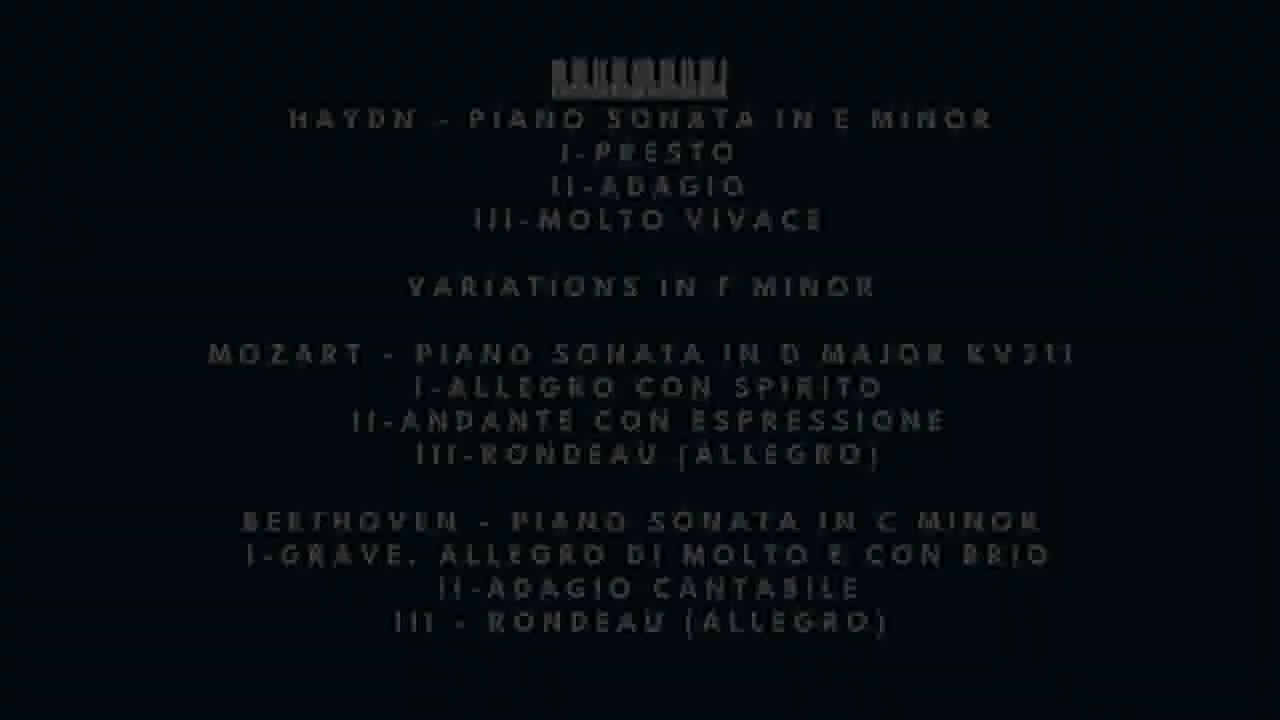 HAYDN - PIANO SONATA IN E MINOR
I-PRESTO
II-ADAGIO
III-MOLTO VIVACE
VARIATIONS IN F MINOR
MOZART - PIANO SONATA IN D MAJOR KV311
I-ALLEGRO CON SPIRITO
II-ANDANTE CON ESPRESSIONE
III-RONDEAU (ALLEGRO)
BEETHOVEN - PIANO SONATA IN C MINOR
I-GRAVE. ALLEGRO DI MOLTO E CON BRIO
II-ADAGIO CANTABILE
III - RONDEAU (ALLEGRO)